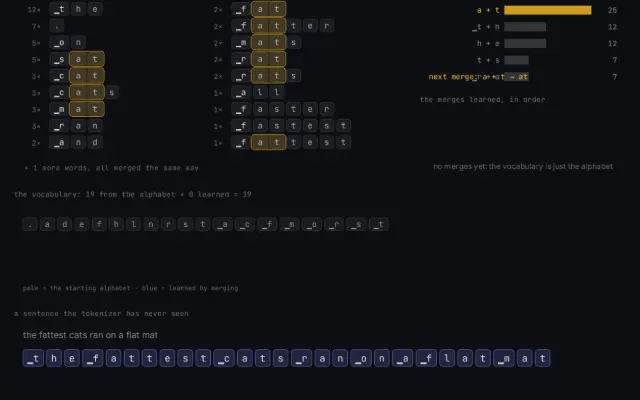 12× _t h e
7× .
5× _o n
5× _s a t
3× _c a t
3× _c a t s
3× _m a t
3× _r a n
2× _a n d
2× _f a t
2× _f a t t e r
2× _m a t s
2× _r a t
2× _r a t s
1× _a l l
1× _f a s t e r
1× _f a s t e s t
1× _f a t t e s t
a + t 25
_t + h 12
h + e 12
t + s 7
7
next merge: a + t → at
the merges learned, in order
no merges yet: the vocabulary is just the alphabet
+ 1 more words, all merged the same way
the vocabulary: 19 from the alphabet + 0 learned = 19
. a d e f h l n r s t _a _c _f _m _o _r _s _t
pale = the starting alphabet · blue = learned by merging
a sentence the tokenizer has never seen
the fattest cats ran on a flat mat
_t h e _f a t t e s t _c a t s _r a n _o n _a _f l a t _m a t